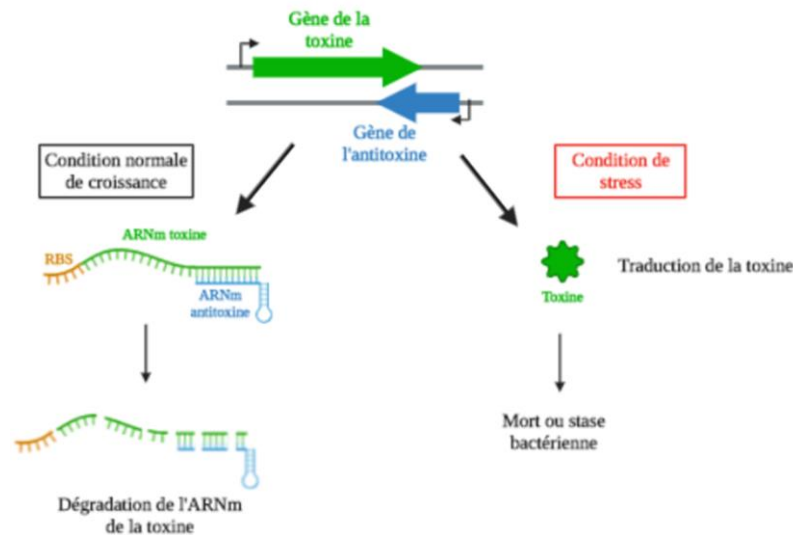 Gène de la
toxine
Gène de
l'antitoxine
Condition normale
de croissance
Condition de
stress
ARNm toxine
RBS
ARNm
antitoxine
Toxine
Traduction de la toxine
Mort ou stase
bactérienne
Dégradation de l'ARNm
de la toxine